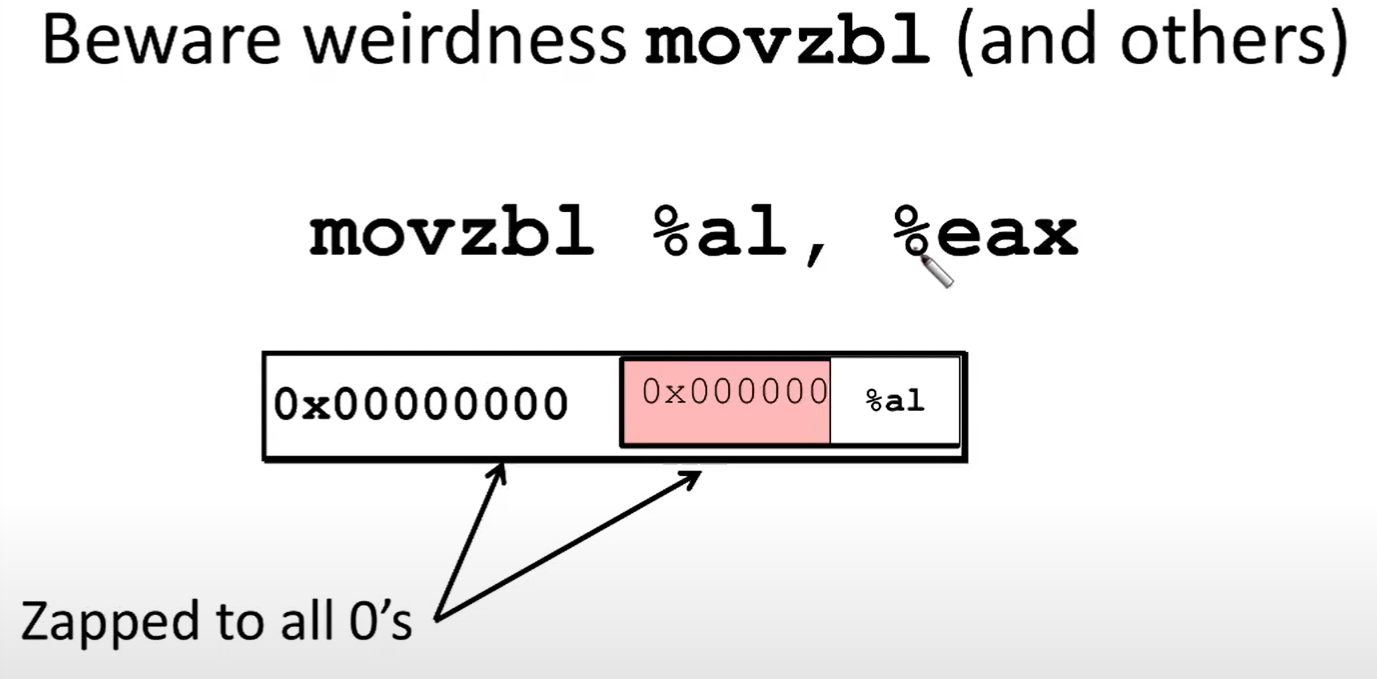 Beware weirdness movzbl (and others)
movzbl %al, %eax
0x00000000 0x000000 %al
Zapped to all 0’s